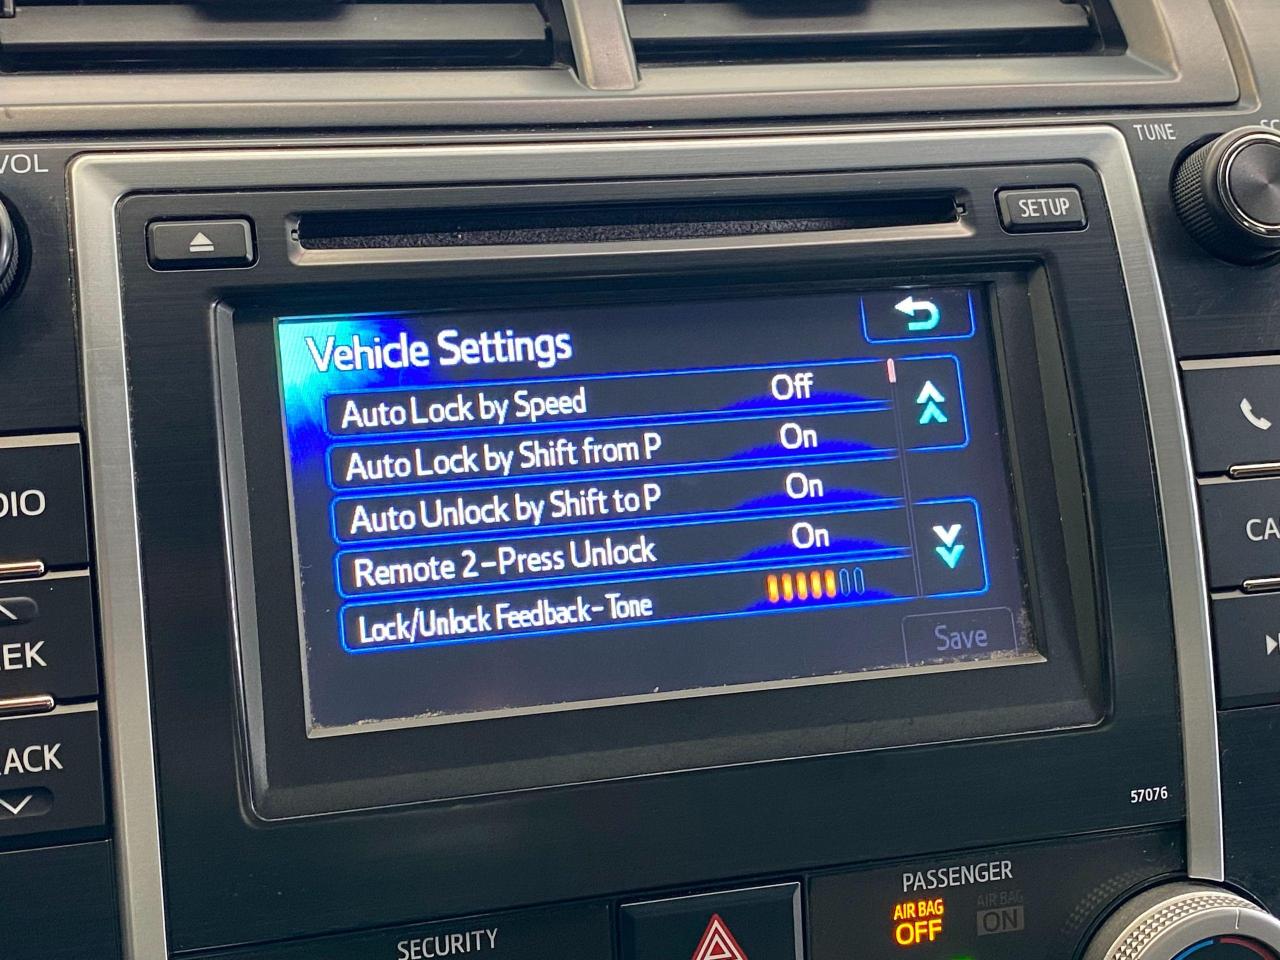 VOL
TUNE
SETUP
Vehicle Settings
Auto Lock by Speed Off
Auto Lock by Shift from P On
Auto Unlock by Shift to P On
Remote 2-Press Unlock On
Lock/Unlock Feedback-Tone
Save
DIO
EEK
ACK
CA
57076
PASSENGER
AIR BAG
OFF
AIR BAG
ON
SECURITY